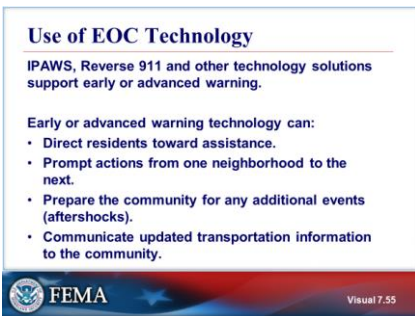 Use of EOC Technology
IPAWS, Reverse 911 and other technology solutions
support early or advanced warning.
Early or advanced warning technology can:
• Direct residents toward assistance.
• Prompt actions from one neighborhood to the
next.
• Prepare the community for any additional events
(aftershocks).
• Communicate updated transportation information
to the community.
FEMA
Visual 7.55